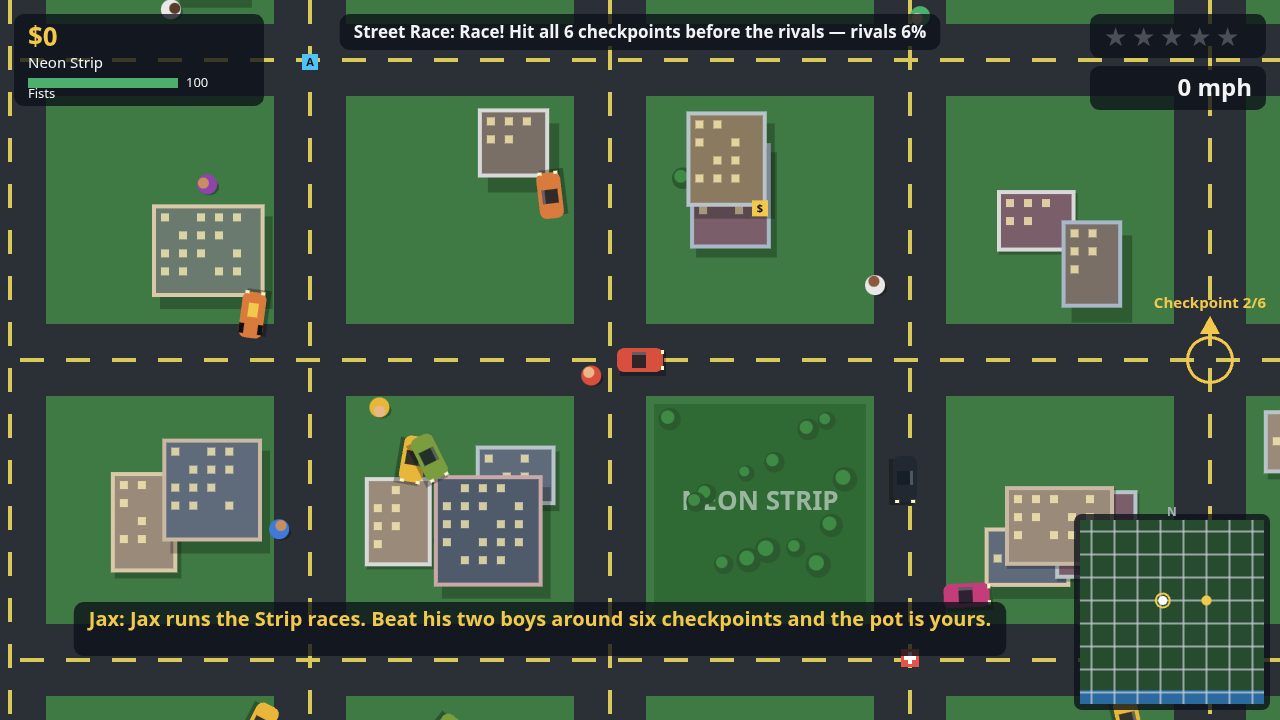 $0
Neon Strip
100
Fists
Street Race: Race! Hit all 6 checkpoints before the rivals — rivals 6%
0 mph
A
$
Checkpoint 2/6
NEON STRIP
N
Jax: Jax runs the Strip races. Beat his two boys around six checkpoints and the pot is yours.